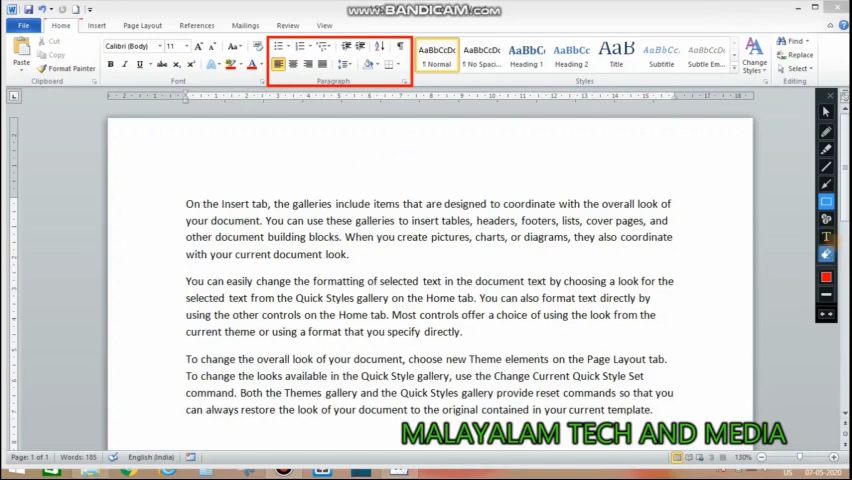 www.BANDICAM.com
File Home Insert Page Layout References Mailings Review View
Paste
Cut
Copy
Format Painter
Clipboard
Calibri (Body) 11
Font
Paragraph
AaBbCcDc AaBbCcDc AaBbC AaBbCc AaB AaBbCc. AaBbCcDc
¶ Normal ¶ No Spaci... Heading 1 Heading 2 Title Subtitle Subtle Em...
Change Styles
Styles
Find
Replace
Select
Editing
On the Insert tab, the galleries include items that are designed to coordinate with the overall look of
your document. You can use these galleries to insert tables, headers, footers, lists, cover pages, and
other document building blocks. When you create pictures, charts, or diagrams, they also coordinate
with your current document look.
You can easily change the formatting of selected text in the document text by choosing a look for the
selected text from the Quick Styles gallery on the Home tab. You can also format text directly by
using the other controls on the Home tab. Most controls offer a choice of using the look from the
current theme or using a format that you specify directly.
To change the overall look of your document, choose new Theme elements on the Page Layout tab.
To change the looks available in the Quick Style gallery, use the Change Current Quick Style Set
command. Both the Themes gallery and the Quick Styles gallery provide reset commands so that you
can always restore the look of your document to the original contained in your current template.
MALAYALAM TECH AND MEDIA
Page: 1 of 1 Words: 185 English (India) 130%
US 07-05-2020